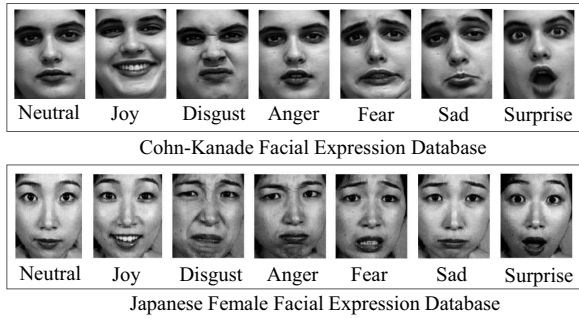 Neutral Joy Disgust Anger Fear Sad Surprise
Cohn-Kanade Facial Expression Database
Neutral Joy Disgust Anger Fear Sad Surprise
Japanese Female Facial Expression Database